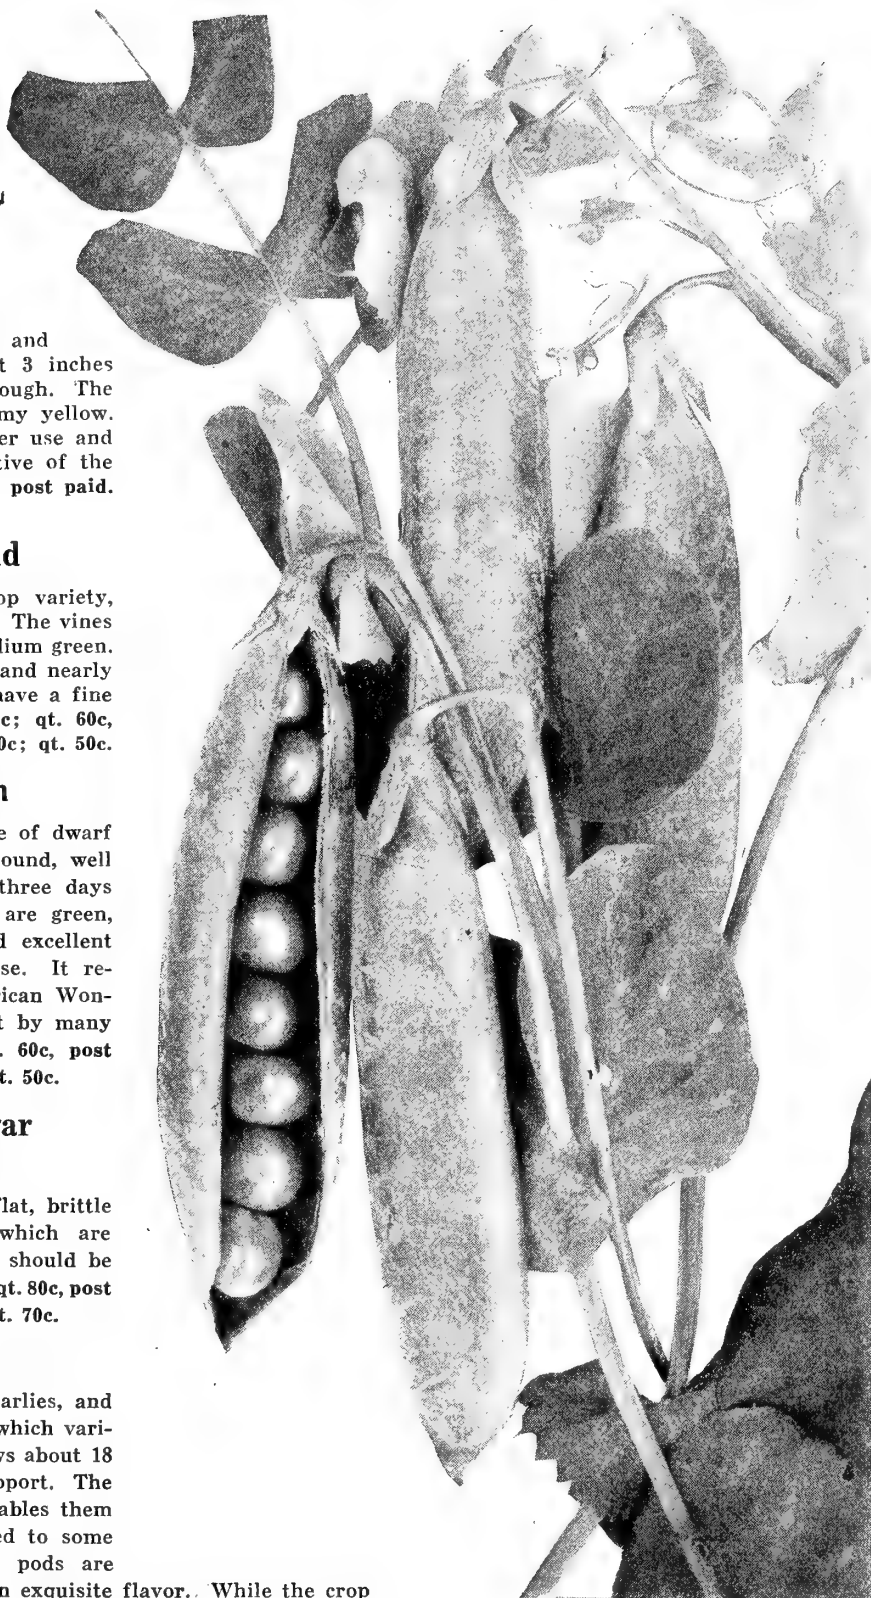 and
t 3 inches
ough. The
my yellow.
er use and
tive of the
post paid.
d
op variety,
The vines
lium green.
and nearly
have a fine
c; qt. 60c,
0c; qt. 50c.
n
e of dwarf
ound, well
three days
are green,
d excellent
se. It re-
rican Won-
t by many
. 60c, post
t. 50c.
ar
flat, brittle
which are
should be
qt. 80c, post
t. 70c.
arlies, and
which vari-
vs about 18
pport. The
ables them
ed to some
pods are
n exquisite flavor. While the crop